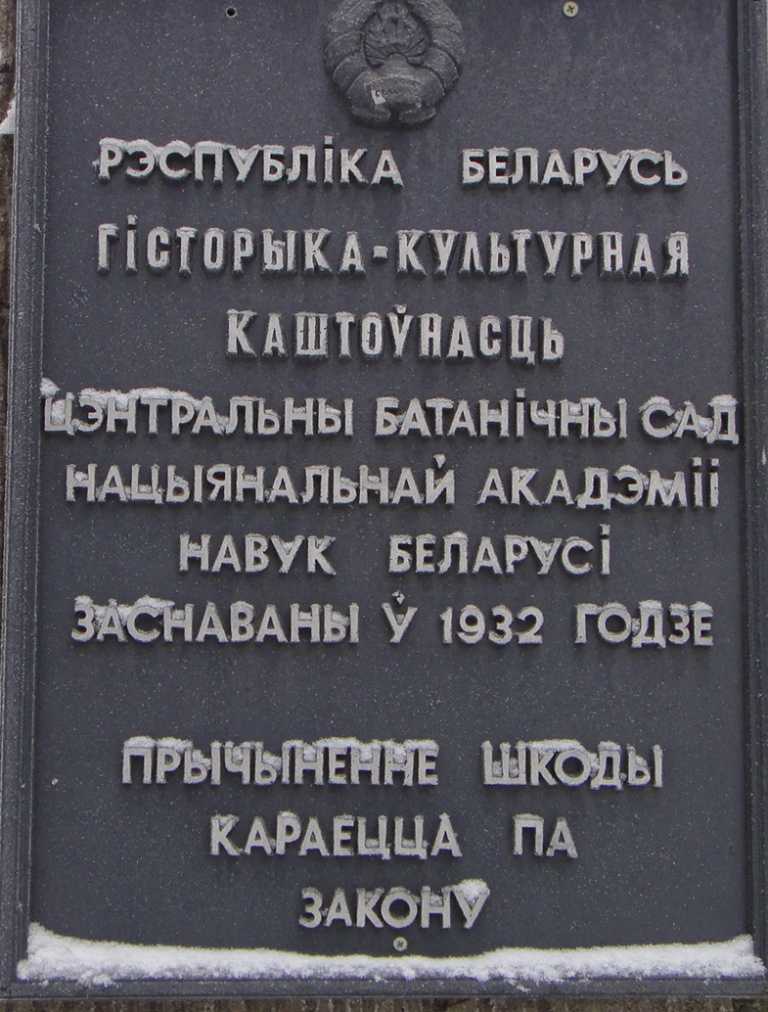 РЭСПУБЛІКА БЕЛАРУСЬ
ГІСТОРЫКА-КУЛЬТУРНАЯ
КАШТОЎНАСЦЬ
ЦЭНТРАЛЬНЫ БАТАНІЧНЫ САД
НАЦЫЯНАЛЬНАЙ АКАДЭМІІ
НАВУК БЕЛАРУСІ
ЗАСНАВАНЫ Ў 1932 ГОДЗЕ
ПРЫЧЫНЕННЕ ШКОДЫ
КАРАЕЦЦА ПА
ЗАКОНУ